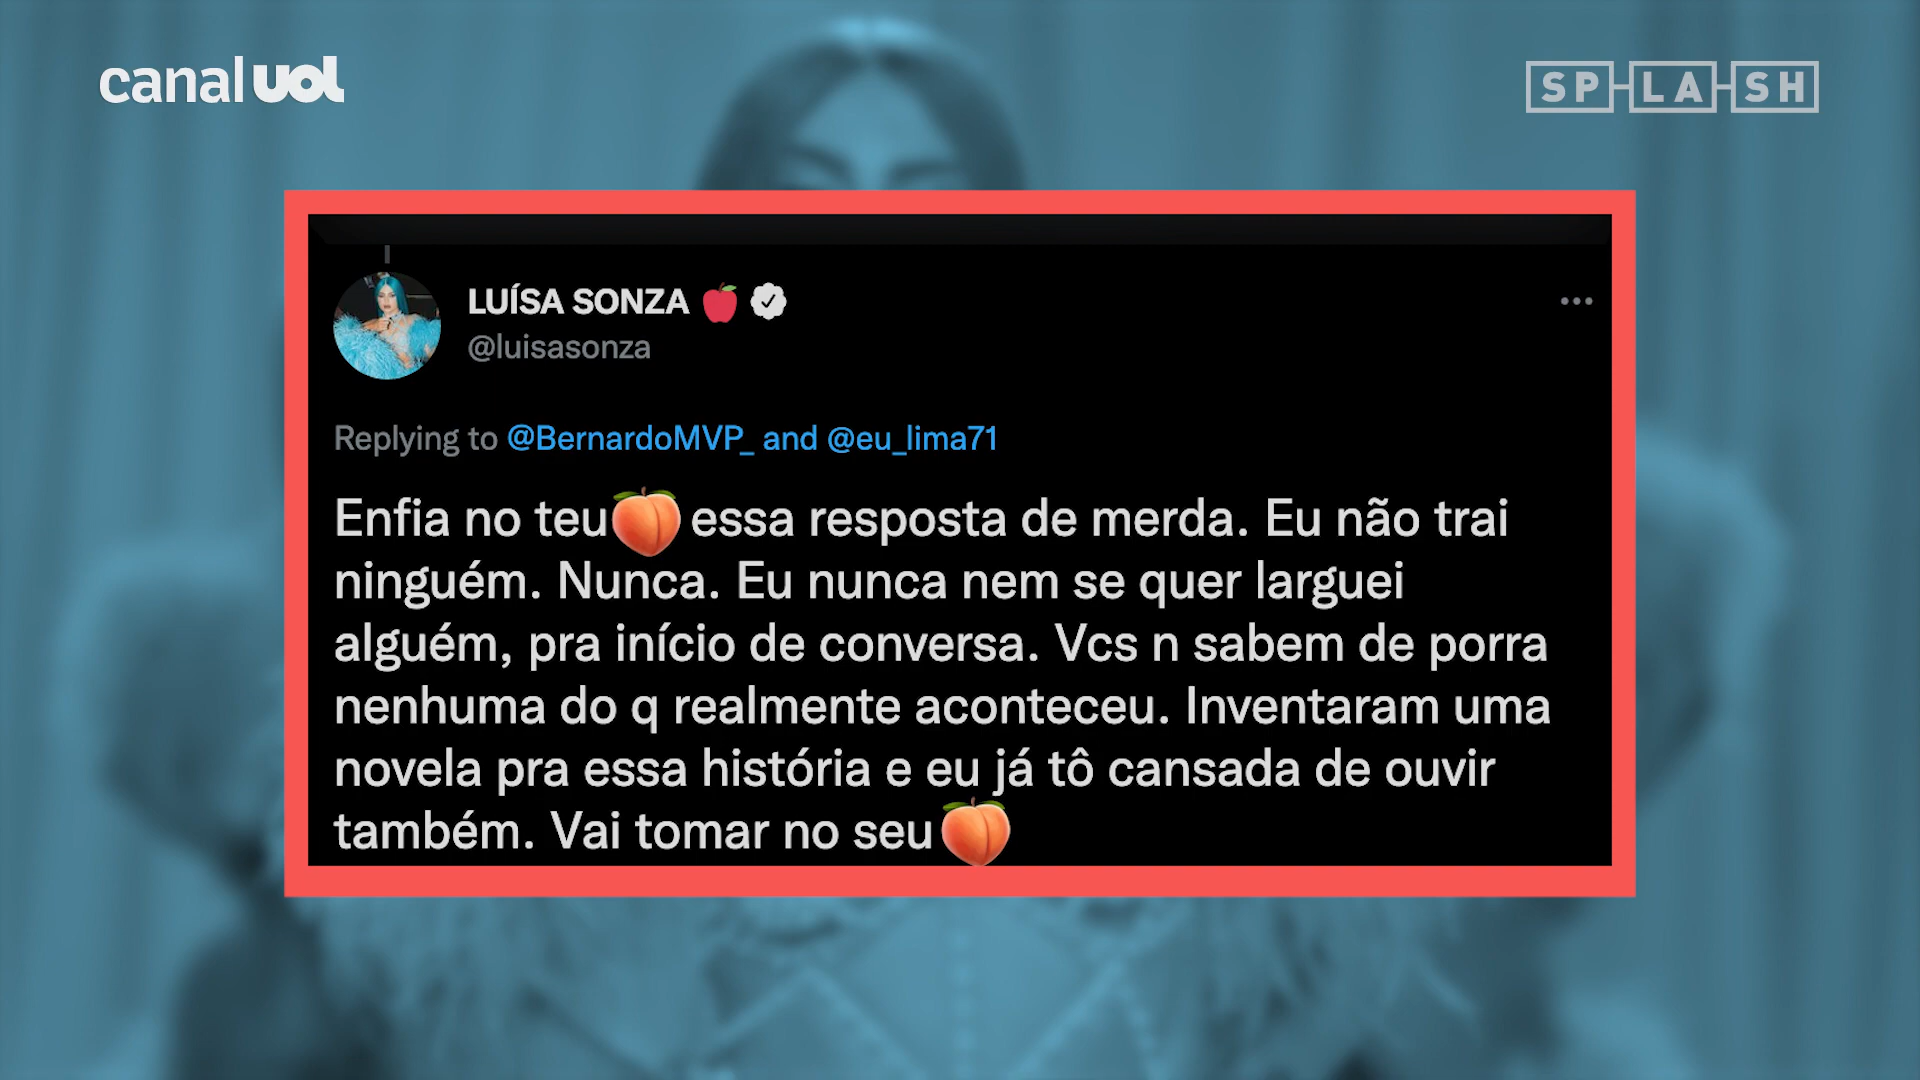 canal UOL
SPLASH
LUÍSA SONZA 🍎
@luisasonza
Replying to @BernardoMVP_ and @eu_lima71
Enfia no teu🍑 essa resposta de merda. Eu não trai
ninguém. Nunca. Eu nunca nem se quer larguei
alguém, pra início de conversa. Vcs n sabem de porra
nenhuma do q realmente aconteceu. Inventaram uma
novela pra essa história e eu já tô cansada de ouvir
também. Vai tomar no seu🍑